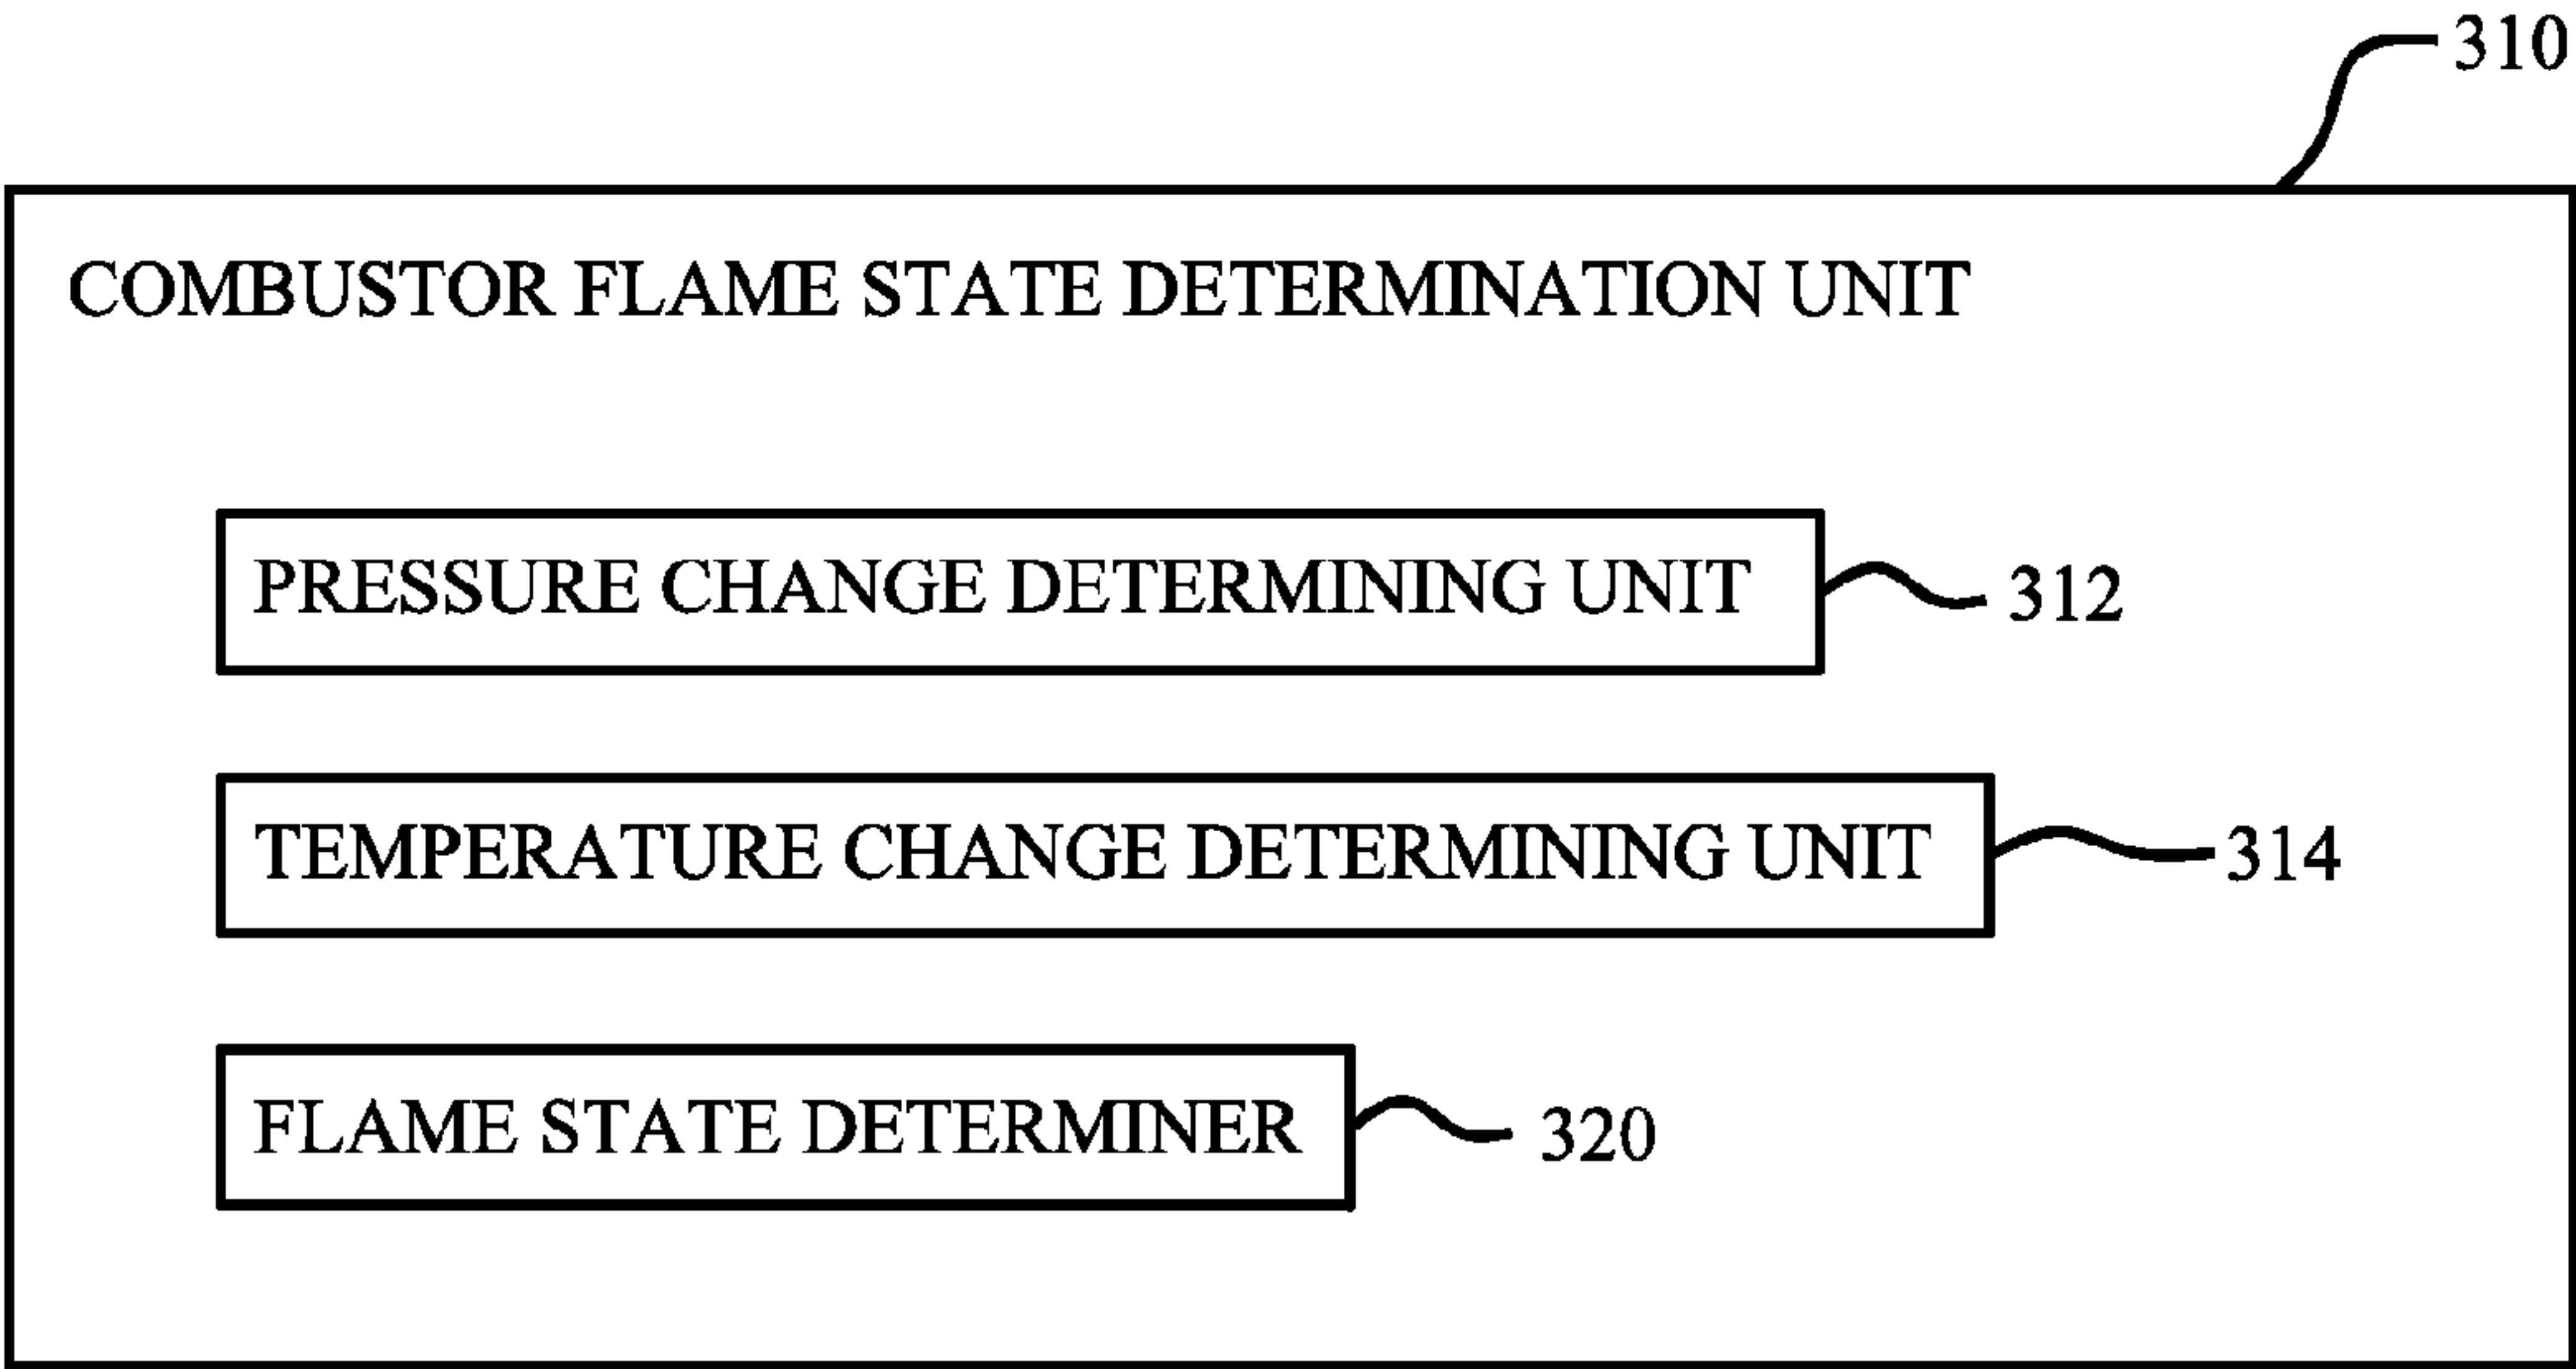 310
COMBUSTOR FLAME STATE DETERMINATION UNIT
PRESSURE CHANGE DETERMINING UNIT 312
TEMPERATURE CHANGE DETERMINING UNIT 314
FLAME STATE DETERMINER 320